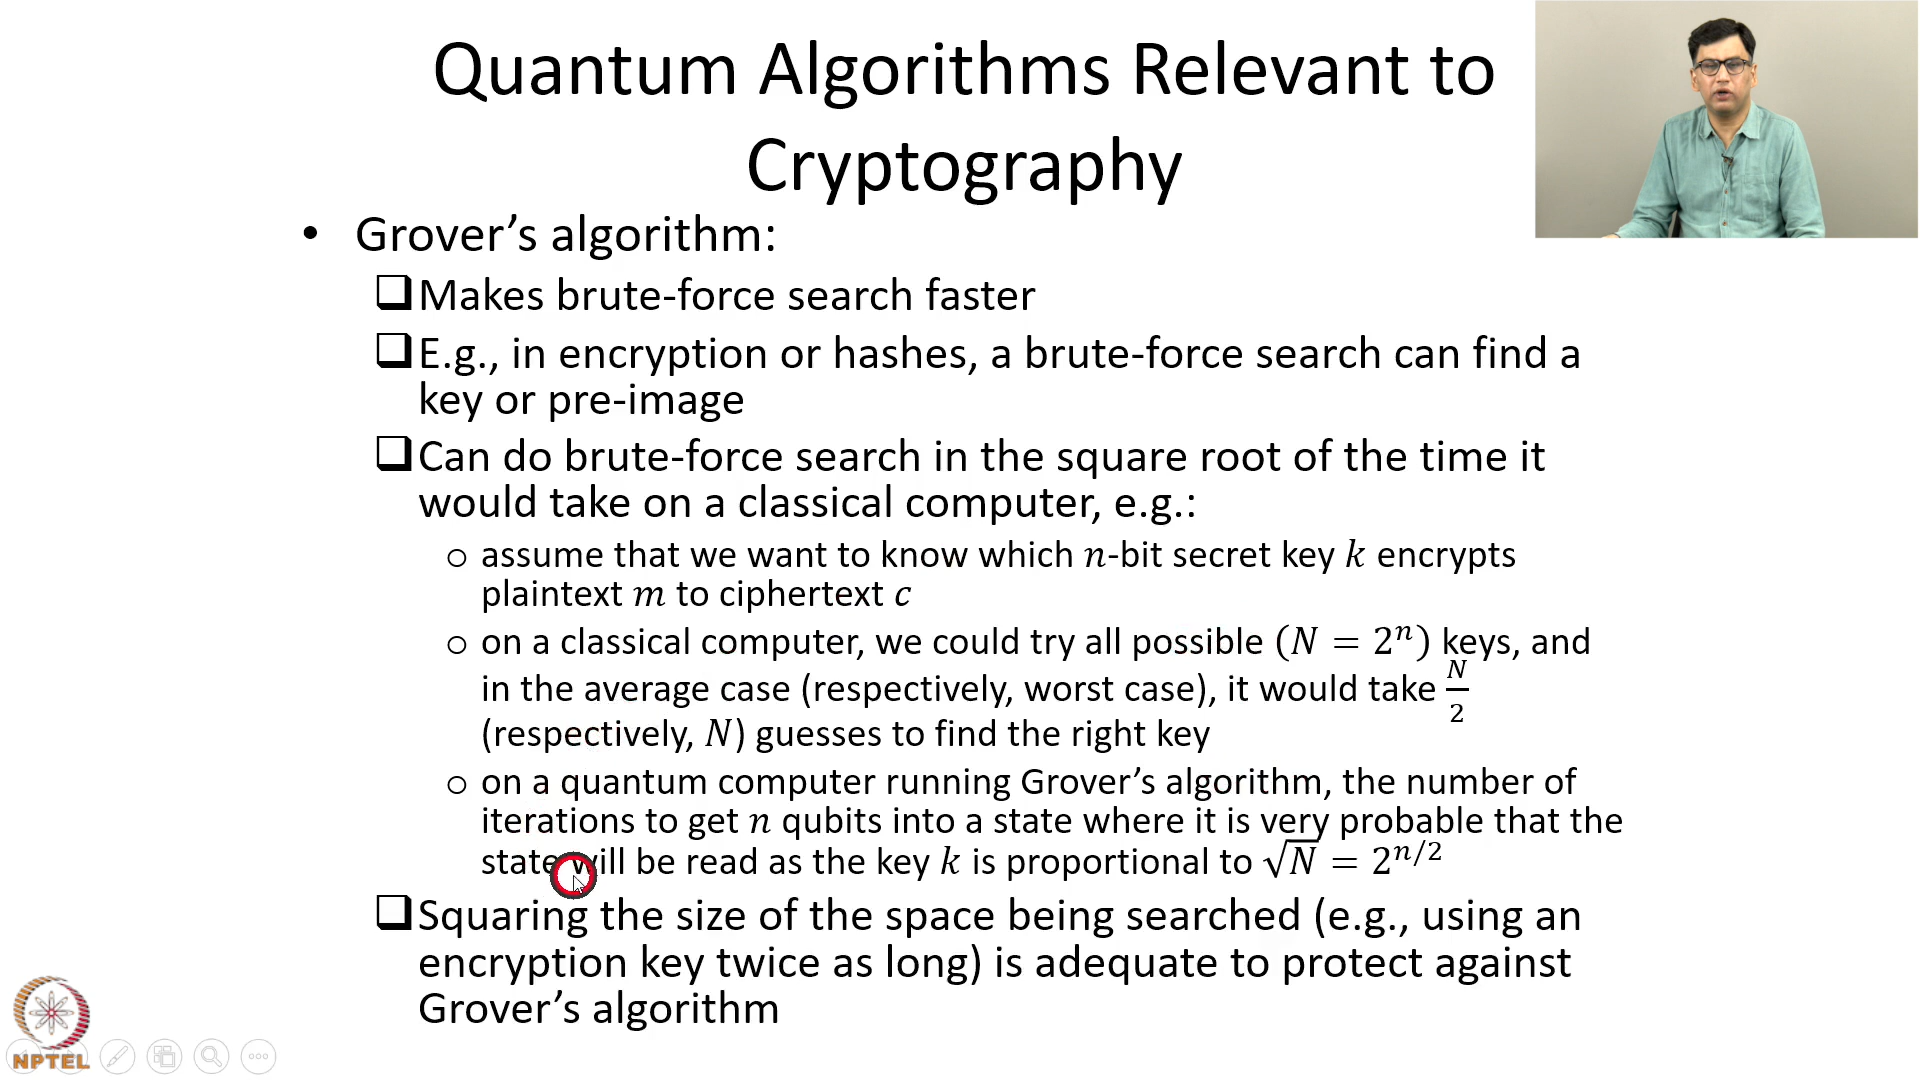 Quantum Algorithms Relevant to
Cryptography
• Grover’s algorithm:
❑Makes brute-force search faster
❑E.g., in encryption or hashes, a brute-force search can find a
key or pre-image
❑Can do brute-force search in the square root of the time it
would take on a classical computer, e.g.:
o assume that we want to know which n-bit secret key k encrypts
plaintext m to ciphertext c
o on a classical computer, we could try all possible (N = 2^n) keys, and
in the average case (respectively, worst case), it would take N/2
(respectively, N) guesses to find the right key
o on a quantum computer running Grover’s algorithm, the number of
iterations to get n qubits into a state where it is very probable that the
state will be read as the key k is proportional to √N = 2^{n/2}
❑Squaring the size of the space being searched (e.g., using an
encryption key twice as long) is adequate to protect against
Grover’s algorithm
NPTEL